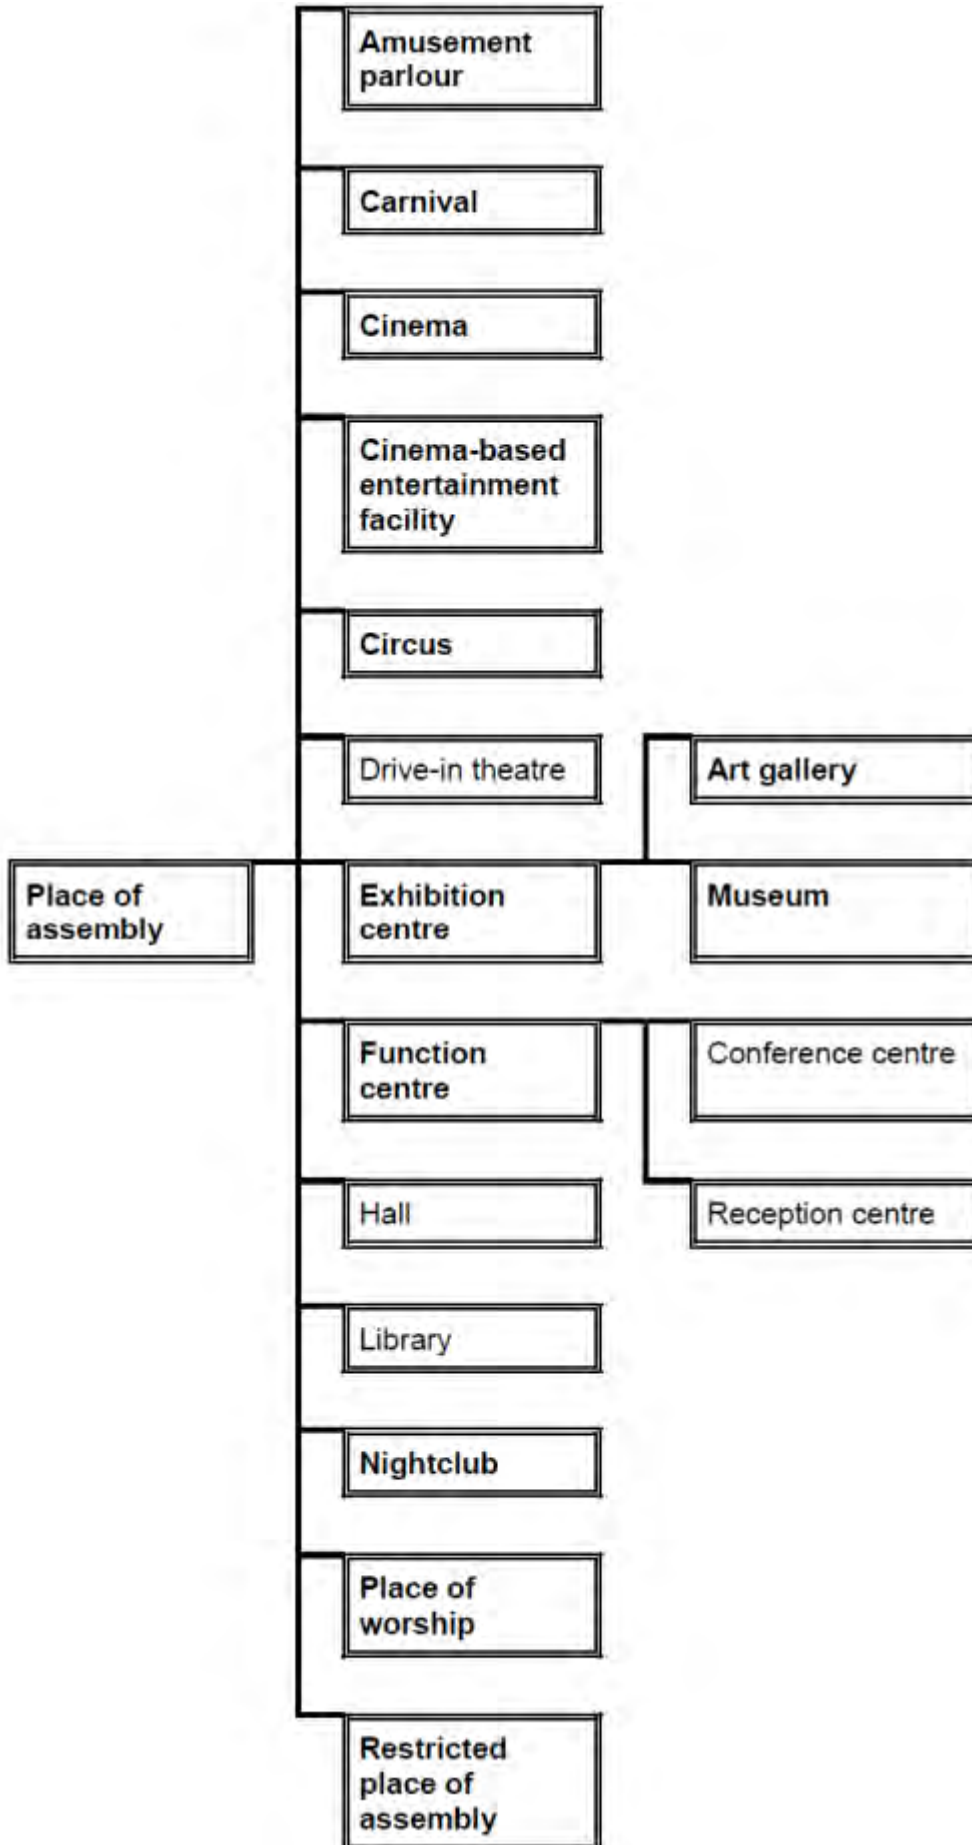 Amusement
parlour
Carnival
Cinema
Cinema-based
entertainment
facility
Circus
Drive-in theatre
Art gallery
Place of
assembly
Exhibition
centre
Museum
Function
centre
Conference centre
Hall
Reception centre
Library
Nightclub
Place of
worship
Restricted
place of
assembly